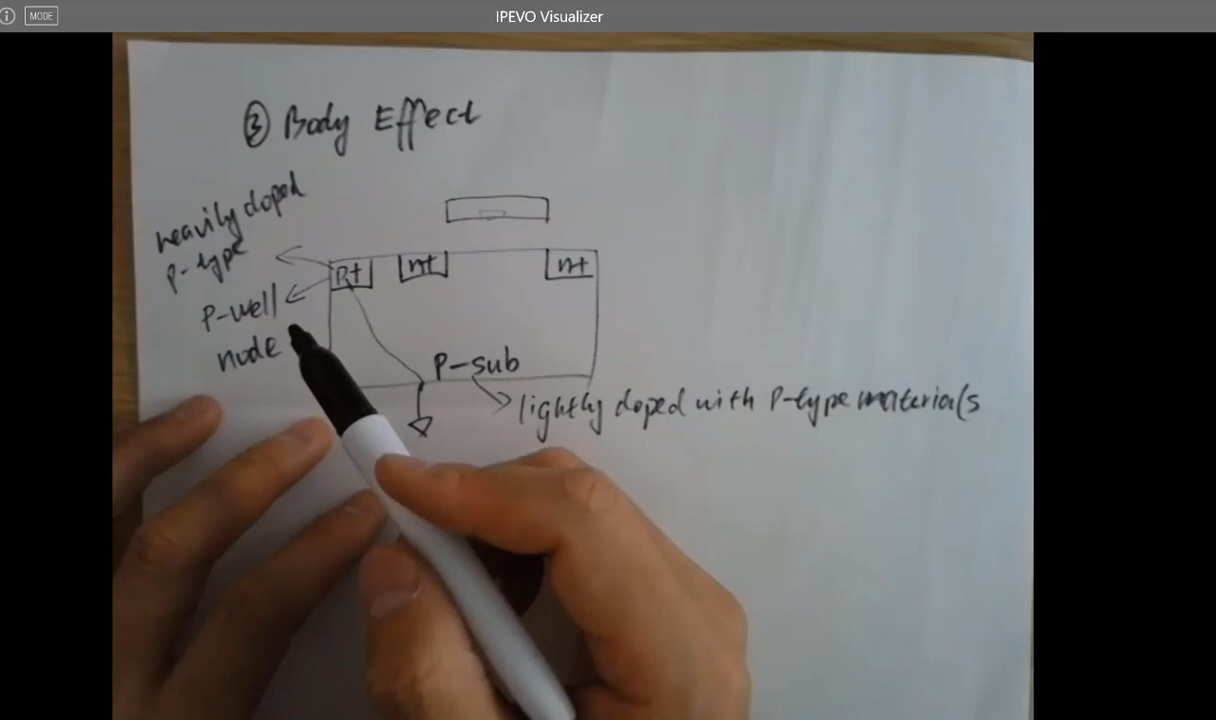 MODE
IPEVO Visualizer
③ Body Effect
heavily doped
P-type
P-well
node
P+
n+
n+
P-sub
lightly doped with P-type materials